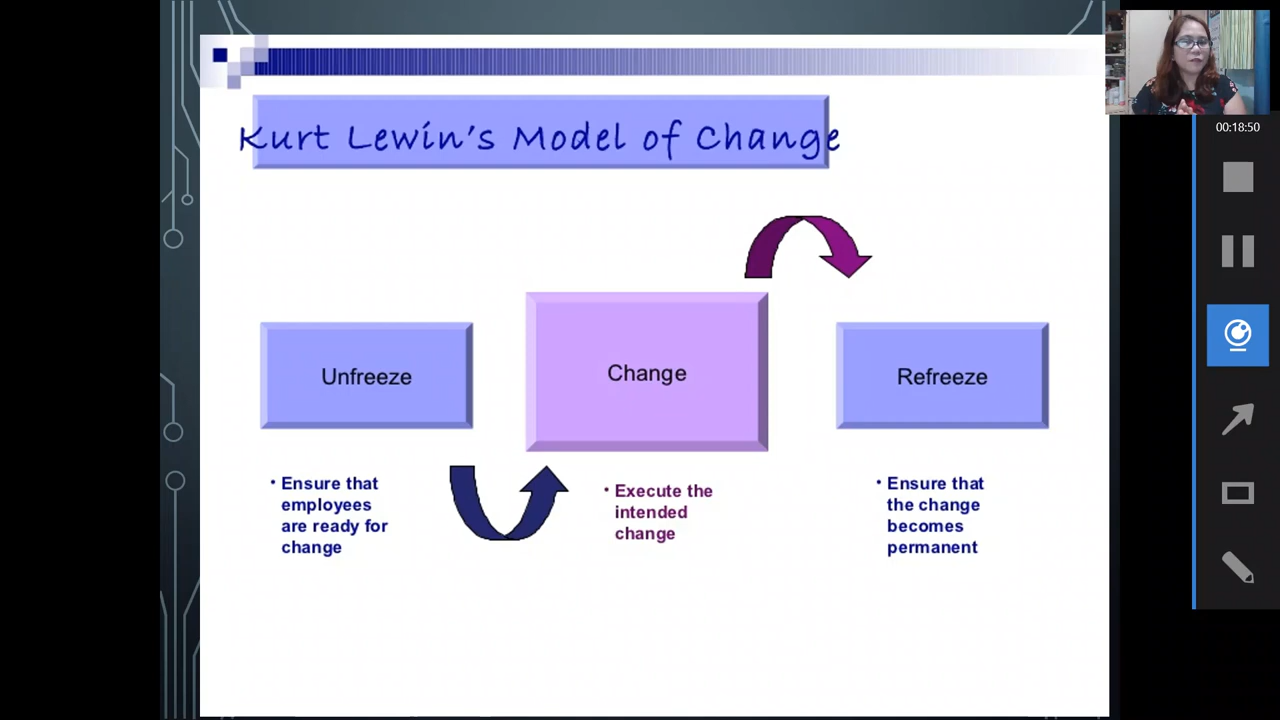 Kurt Lewin's Model of Change
00:18:50
Unfreeze
Change
Refreeze
• Ensure that
employees
are ready for
change
• Execute the
intended
change
• Ensure that
the change
becomes
permanent